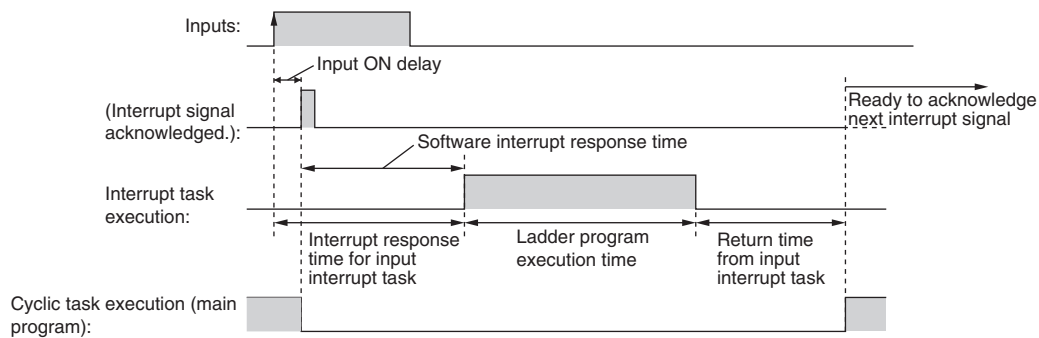 Inputs:
Input ON delay
(Interrupt signal
acknowledged.):
Ready to acknowledge
next interrupt signal
Software interrupt response time
Interrupt task
execution:
Interrupt response
time for input
interrupt task
Ladder program
execution time
Return time
from input
interrupt task
Cyclic task execution (main
program):